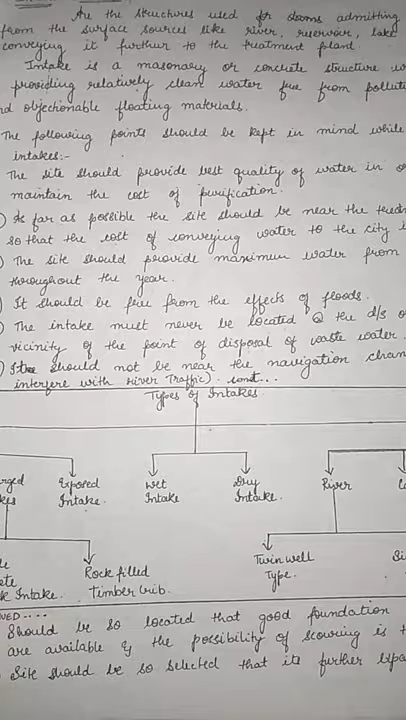 Are the structures used for admitting
from the surface sources like river, reservoir, lake
conveying it further to the treatment plant.
Intake is a masonary or concrete structure
providing relatively clean water free from
nd objectionable floating materials.
The following points should be kept in mind while
intakes:-
The site should provide best quality of water in
maintain the cost of purification.
) As far as possible the site should be near the
so that the cost of conveying water to the city
) The site should provide maximum water from
throughout the year.
) It should be free from the effects of floods.
) The intake must never be located @ the d/s
vicinity of the point of disposal of waste water.
) should not be near the navigation
interfere with river Traffic). cont...
Types of Intakes
rged Exposed Wet Dry River
Intake. Intake Intake.
Rock filled Twin well
k Intake. timber crib. Type.
Should be so located that good foundation
are available & the possibility of scouring is
Site should be so selected that its further